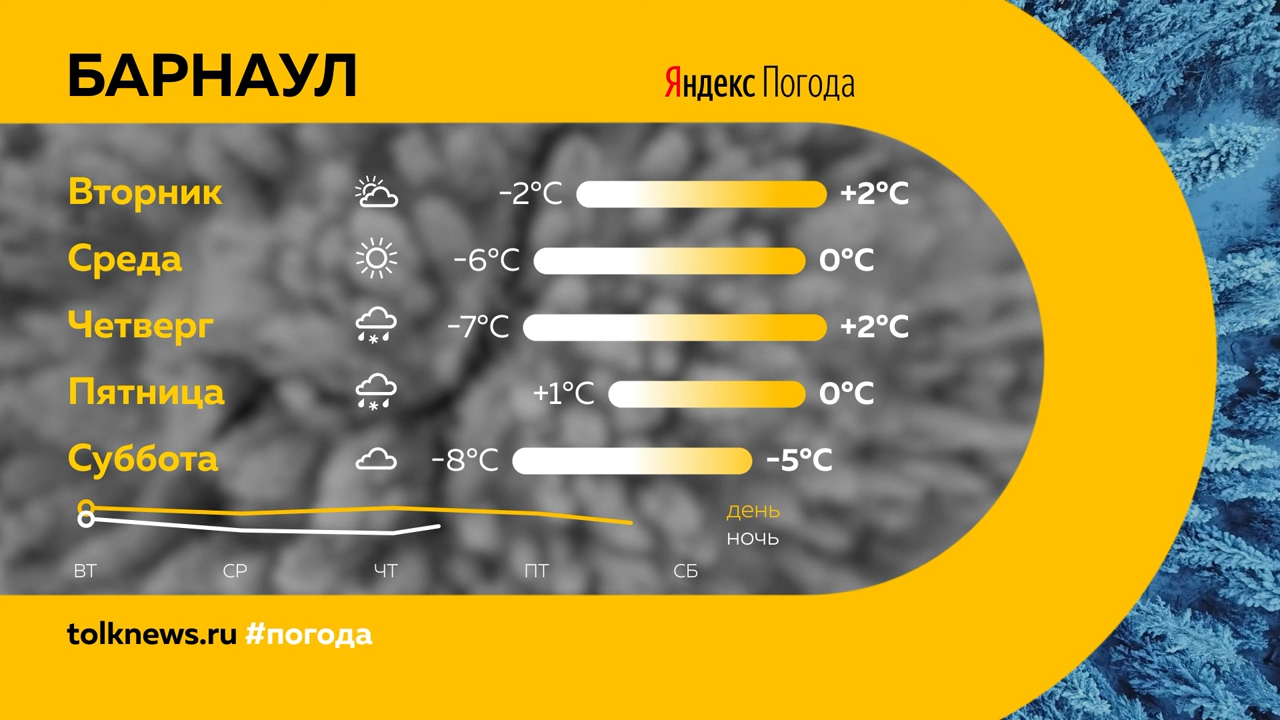 БАРНАУЛ
Яндекс Погода
Вторник -2°C +2°C
Среда -6°C 0°C
Четверг -7°C +2°C
Пятница +1°C 0°C
Суббота -8°C -5°C
день
ночь
ВТ СР ЧТ ПТ СБ
tolknews.ru #погода